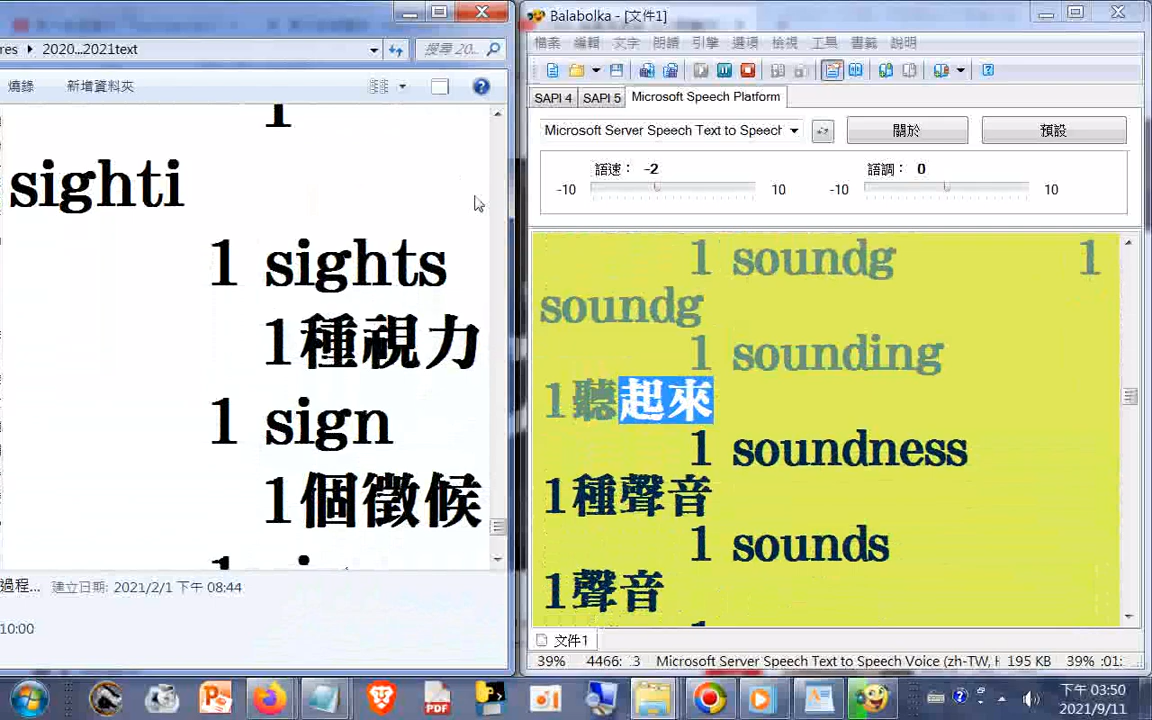 res ▸ 2020...2021text
搜尋 20...
燒錄 新增資料夾
1
sighti
1 sights
1種視力
1 sign
1個徵候
過程... 建立日期: 2021/2/1 下午 08:44
10:00
Balabolka - [文件1]
檔案 編輯 文字 朗讀 引擎 選項 檢視 工具 書籤 說明
SAPI 4 SAPI 5 Microsoft Speech Platform
Microsoft Server Speech Text to Speech
關於 預設
語速： -2 語調： 0
-10 10 -10 10
1 soundg 1
soundg
1 sounding
1聽起來
1 soundness
1種聲音
1 sounds
1聲音
文件1
39% 4466: 3 Microsoft Server Speech Text to Speech Voice (zh-TW, H 195 KB 39% :01:
PDF
下午 03:50
2021/9/11